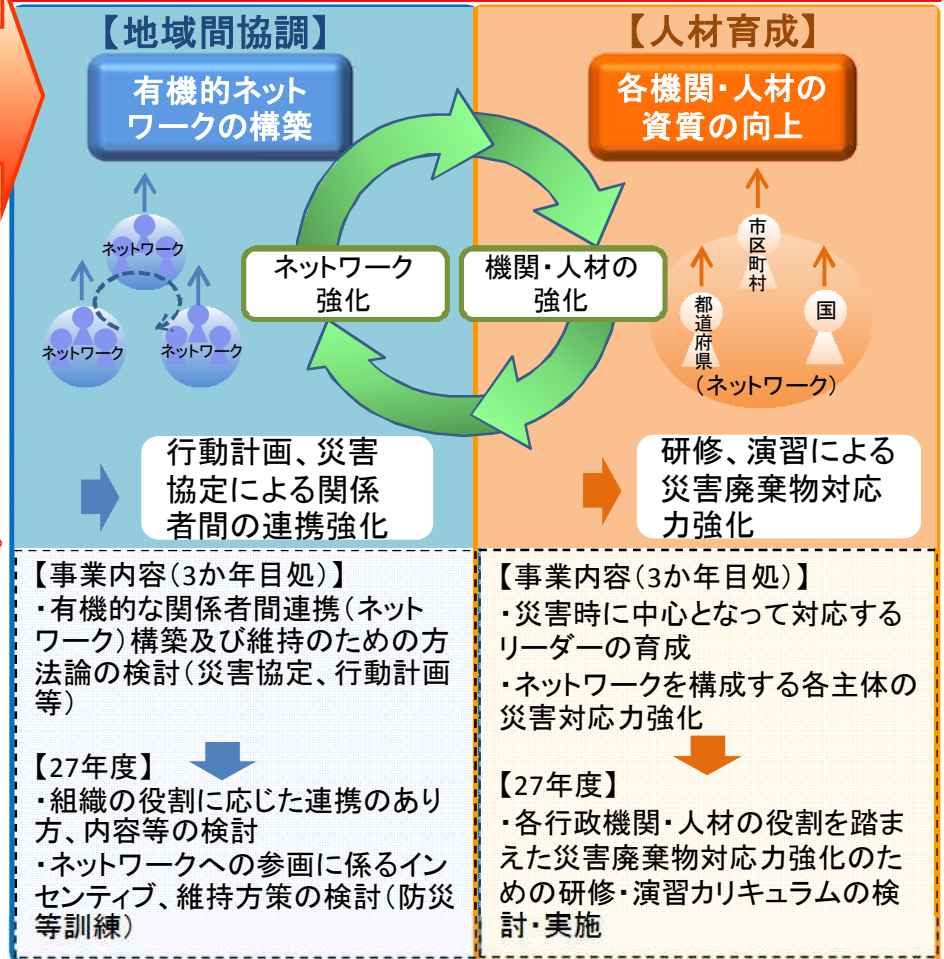 【地域間協調】
有機的ネット
ワークの構築
ネットワーク
ネットワーク
ネットワーク
ネットワーク
強化
行動計画、災害
協定による関係
者間の連携強化
【事業内容(3か年目処)】
・有機的な関係者間連携(ネット
ワーク)構築及び維持のための方
法論の検討(災害協定、行動計画
等)
【27年度】
・組織の役割に応じた連携のあり
方、内容等の検討
・ネットワークへの参画に係るイン
センティブ、維持方策の検討(防災
等訓練)
【人材育成】
各機関・人材の
資質の向上
機関・人材の
強化
市区町村
都道府県
国
(ネットワーク)
研修、演習による
災害廃棄物対応
力強化
【事業内容(3か年目処)】
・災害時に中心となって対応する
リーダーの育成
・ネットワークを構成する各主体の
災害対応力強化
【27年度】
・各行政機関・人材の役割を踏ま
えた災害廃棄物対応力強化のた
めの研修・演習カリキュラムの検
討・実施